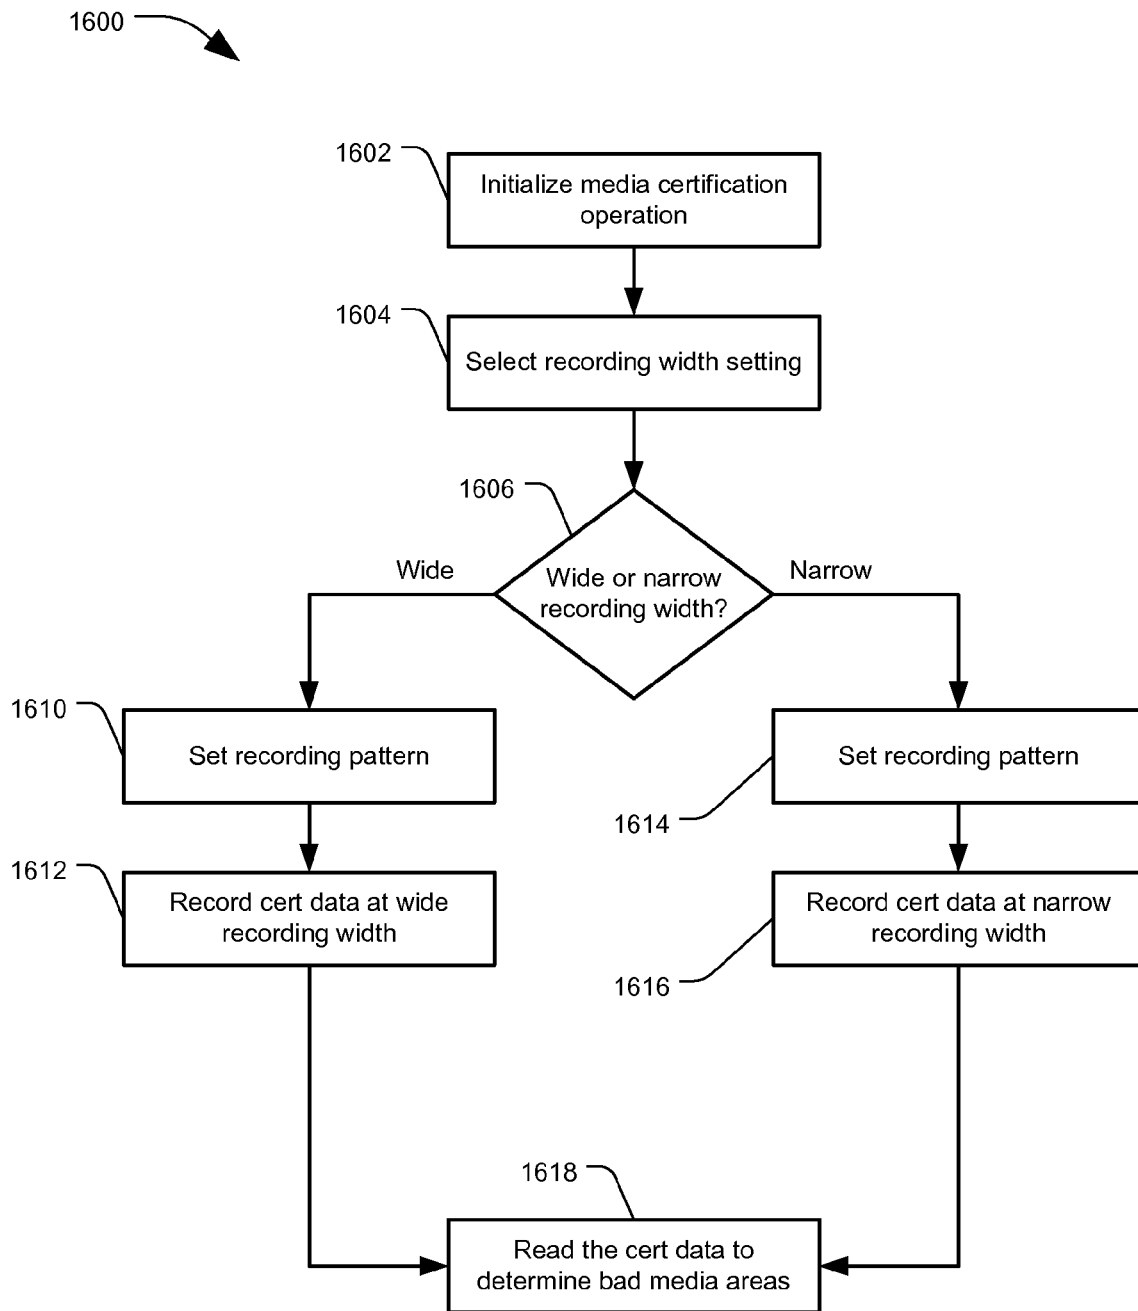 1600
1602
Initialize media certification
operation
1604
Select recording width setting
1606
Wide
Wide or narrow
recording width?
Narrow
1610
Set recording pattern
Set recording pattern
1614
1612
Record cert data at wide
recording width
Record cert data at narrow
recording width
1616
1618
Read the cert data to
determine bad media areas